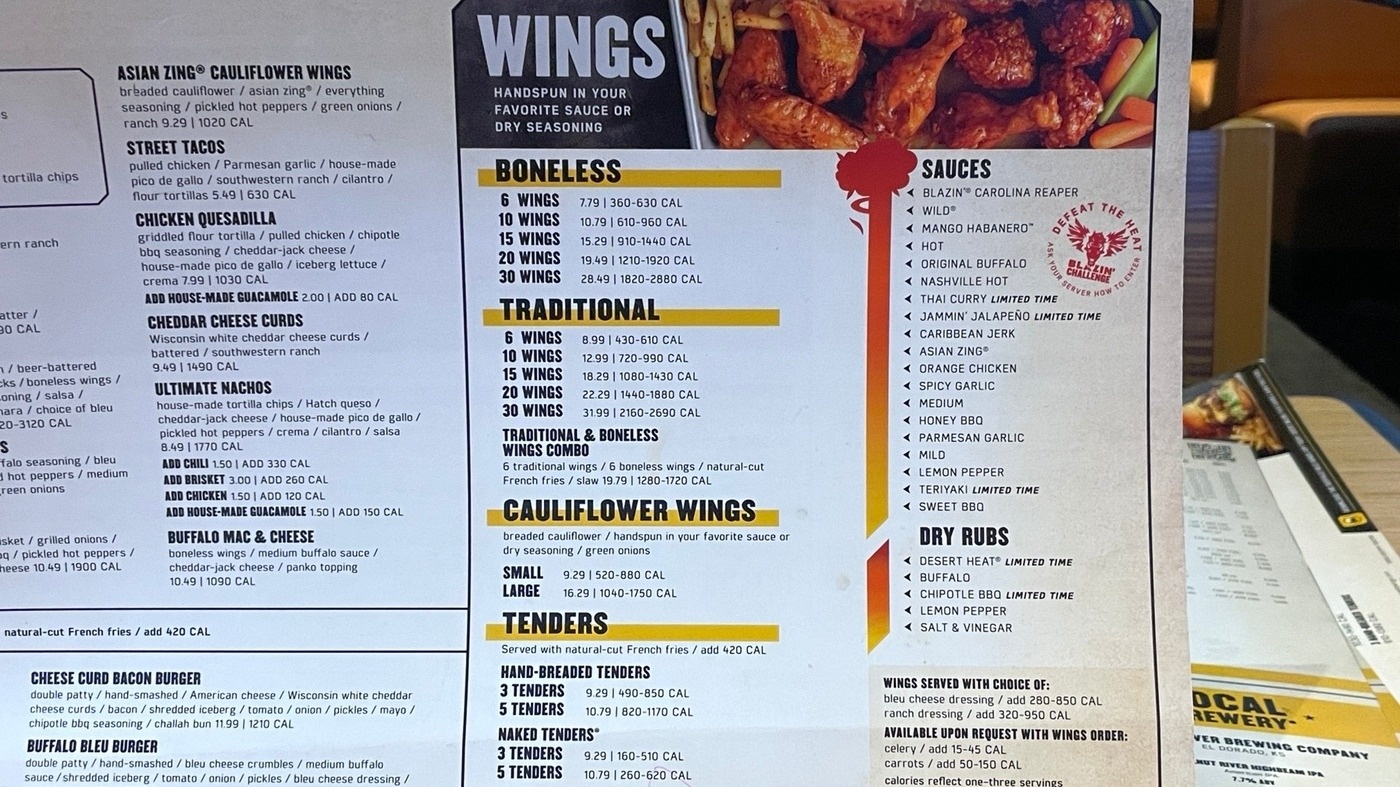 s
tortilla chips
ern ranch
atter /
90 CAL
/ beer-battered
cks / boneless wings /
oning / salsa /
nara / choice of bleu
20-3120 CAL
S
falo seasoning / bleu
d hot peppers / medium
reen onions
isket / grilled onions /
bq / pickled hot peppers /
heese 10.49 | 1900 CAL
natural-cut French fries / add 420 CAL
ASIAN ZING® CAULIFLOWER WINGS
breaded cauliflower / asian zing® / everything
seasoning / pickled hot peppers / green onions /
ranch 9.29 | 1020 CAL
STREET TACOS
pulled chicken / Parmesan garlic / house-made
pico de gallo / southwestern ranch / cilantro /
flour tortillas 5.49 | 630 CAL
CHICKEN QUESADILLA
griddled flour tortilla / pulled chicken / chipotle
bbq seasoning / cheddar-jack cheese /
house-made pico de gallo / iceberg lettuce /
crema 7.99 | 1030 CAL
ADD HOUSE-MADE GUACAMOLE 2.00 | ADD 80 CAL
CHEDDAR CHEESE CURDS
Wisconsin white cheddar cheese curds /
battered / southwestern ranch
9.49 | 1490 CAL
ULTIMATE NACHOS
house-made tortilla chips / Hatch queso /
cheddar-jack cheese / house-made pico de gallo /
pickled hot peppers / crema / cilantro / salsa
8.49 | 1770 CAL
ADD CHILI 1.50 | ADD 330 CAL
ADD BRISKET 3.00 | ADD 260 CAL
ADD CHICKEN 1.50 | ADD 120 CAL
ADD HOUSE-MADE GUACAMOLE 1.50 | ADD 150 CAL
BUFFALO MAC & CHEESE
boneless wings / medium buffalo sauce /
cheddar-jack cheese / panko topping
10.49 | 1090 CAL
CHEESE CURD BACON BURGER
double patty / hand-smashed / American cheese / Wisconsin white cheddar
cheese curds / bacon / shredded iceberg / tomato / onion / pickles / mayo /
chipotle bbq seasoning / challah bun 11.99 | 1210 CAL
BUFFALO BLEU BURGER
double patty / hand-smashed / bleu cheese crumbles / medium buffalo
sauce / shredded iceberg / tomato / onion / pickles / bleu cheese dressing /
WINGS
HANDSPUN IN YOUR
FAVORITE SAUCE OR
DRY SEASONING
BONELESS
6 WINGS 7.79 | 360-630 CAL
10 WINGS 10.79 | 610-960 CAL
15 WINGS 15.29 | 910-1440 CAL
20 WINGS 19.49 | 1210-1920 CAL
30 WINGS 28.49 | 1820-2880 CAL
TRADITIONAL
6 WINGS 8.99 | 430-610 CAL
10 WINGS 12.99 | 720-990 CAL
15 WINGS 18.29 | 1080-1430 CAL
20 WINGS 22.29 | 1440-1880 CAL
30 WINGS 31.99 | 2160-2690 CAL
TRADITIONAL & BONELESS
WINGS COMBO
6 traditional wings / 6 boneless wings / natural-cut
French fries / slaw 19.79 | 1280-1720 CAL
CAULIFLOWER WINGS
breaded cauliflower / handspun in your favorite sauce or
dry seasoning / green onions
SMALL 9.29 | 520-880 CAL
LARGE 16.29 | 1040-1750 CAL
TENDERS
Served with natural-cut French fries / add 420 CAL
HAND-BREADED TENDERS
3 TENDERS 9.29 | 490-850 CAL
5 TENDERS 10.79 | 820-1170 CAL
NAKED TENDERS®
3 TENDERS 9.29 | 160-510 CAL
5 TENDERS 10.79 | 260-620 CAL
SAUCES
BLAZIN'® CAROLINA REAPER
WILD®
MANGO HABANERO™
HOT
ORIGINAL BUFFALO
NASHVILLE HOT
THAI CURRY LIMITED TIME
JAMMIN' JALAPEÑO LIMITED TIME
CARIBBEAN JERK
ASIAN ZING®
ORANGE CHICKEN
SPICY GARLIC
MEDIUM
HONEY BBQ
PARMESAN GARLIC
MILD
LEMON PEPPER
TERIYAKI LIMITED TIME
SWEET BBQ
DEFEAT THE HEAT
BLAZIN'
CHALLENGE
ASK YOUR SERVER HOW TO ENTER
DRY RUBS
DESERT HEAT® LIMITED TIME
BUFFALO
CHIPOTLE BBQ LIMITED TIME
LEMON PEPPER
SALT & VINEGAR
WINGS SERVED WITH CHOICE OF:
bleu cheese dressing / add 280-850 CAL
ranch dressing / add 320-950 CAL
AVAILABLE UPON REQUEST WITH WINGS ORDER:
celery / add 15-45 CAL
carrots / add 50-150 CAL
calories reflect one-three servings
OCAL
REWERY
VER BREWING COMPANY
EL DORADO, KS
NUT RIVER HIGHBEAM IPA
7.7% ABV